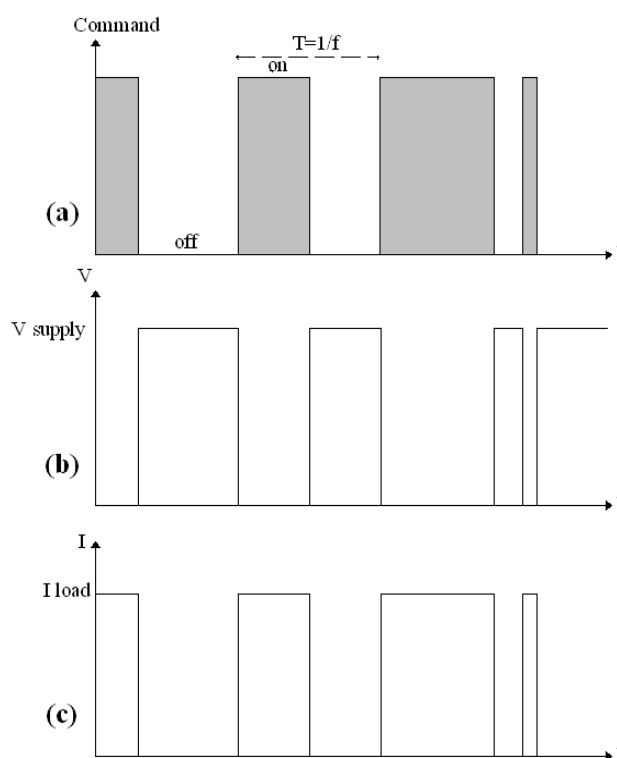 Command
T=1/f
on
(a)
off
V
V supply
(b)
I
I load
(c)